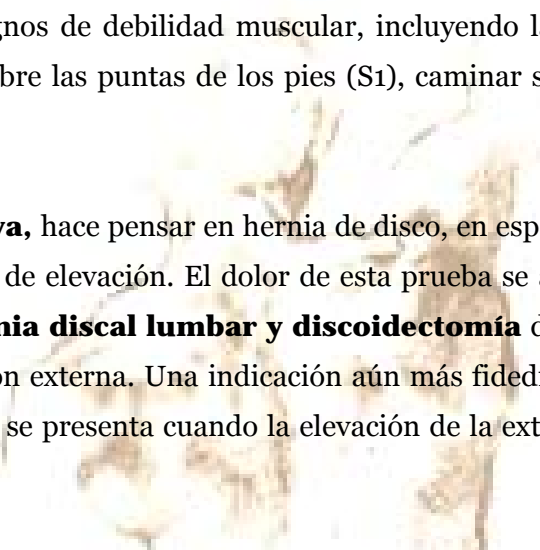 gnos de debilidad muscular, incluyendo l
bre las puntas de los pies (S1), caminar s
va, hace pensar en hernia de disco, en esp
de elevación. El dolor de esta prueba se
nia discal lumbar y discoidectomía d
ón externa. Una indicación aún más fided
se presenta cuando la elevación de la ext